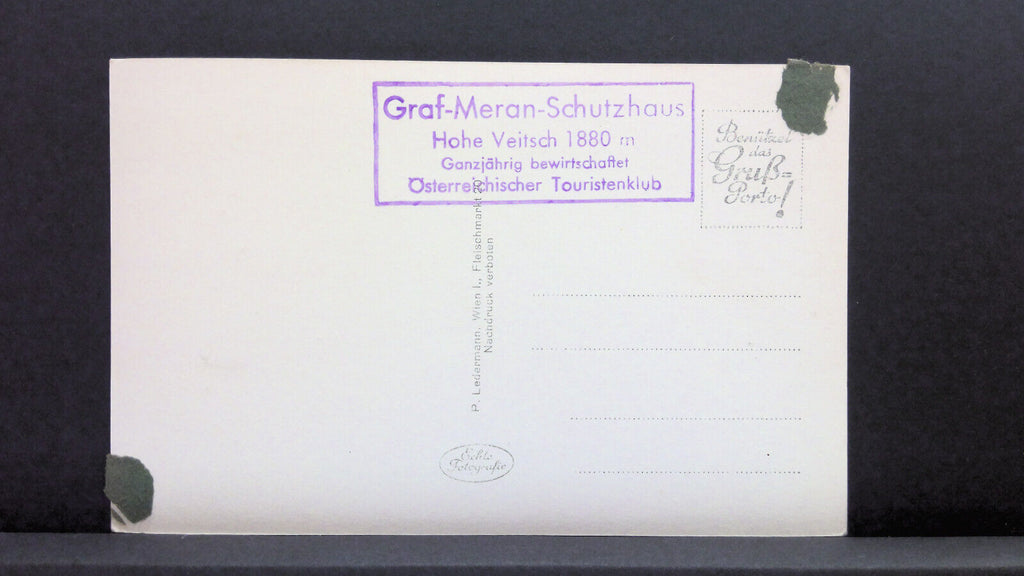 Graf-Meran-Schutzhaus
Hohe Veitsch 1880 m
Ganzjährig bewirtschaftet
Österreichischer Touristenklub
Benützet
das
Gruß=
Porto!
P. Ledermann, Wien I., Fleischmarkt 20
Nachdruck verboten
Echte
Fotografie